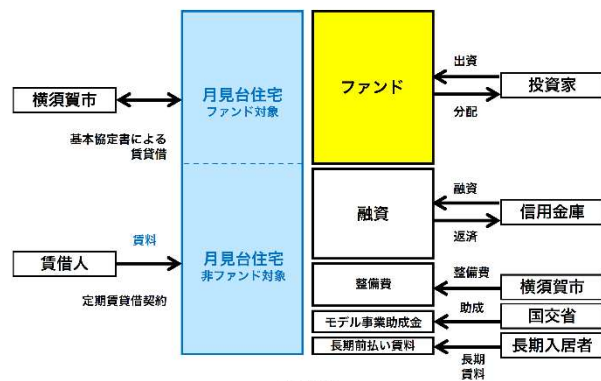 横須賀市
基本協定書による
賃貸借
賃借人
賃料
定期賃貸借契約
月見台住宅
ファンド対象
月見台住宅
非ファンド対象
ファンド
融資
整備費
モデル事業助成金
長期前払い賃料
出資
分配
投資家
融資
返済
信用金庫
整備費
横須賀市
助成
国交省
長期入居者
長期
賃料